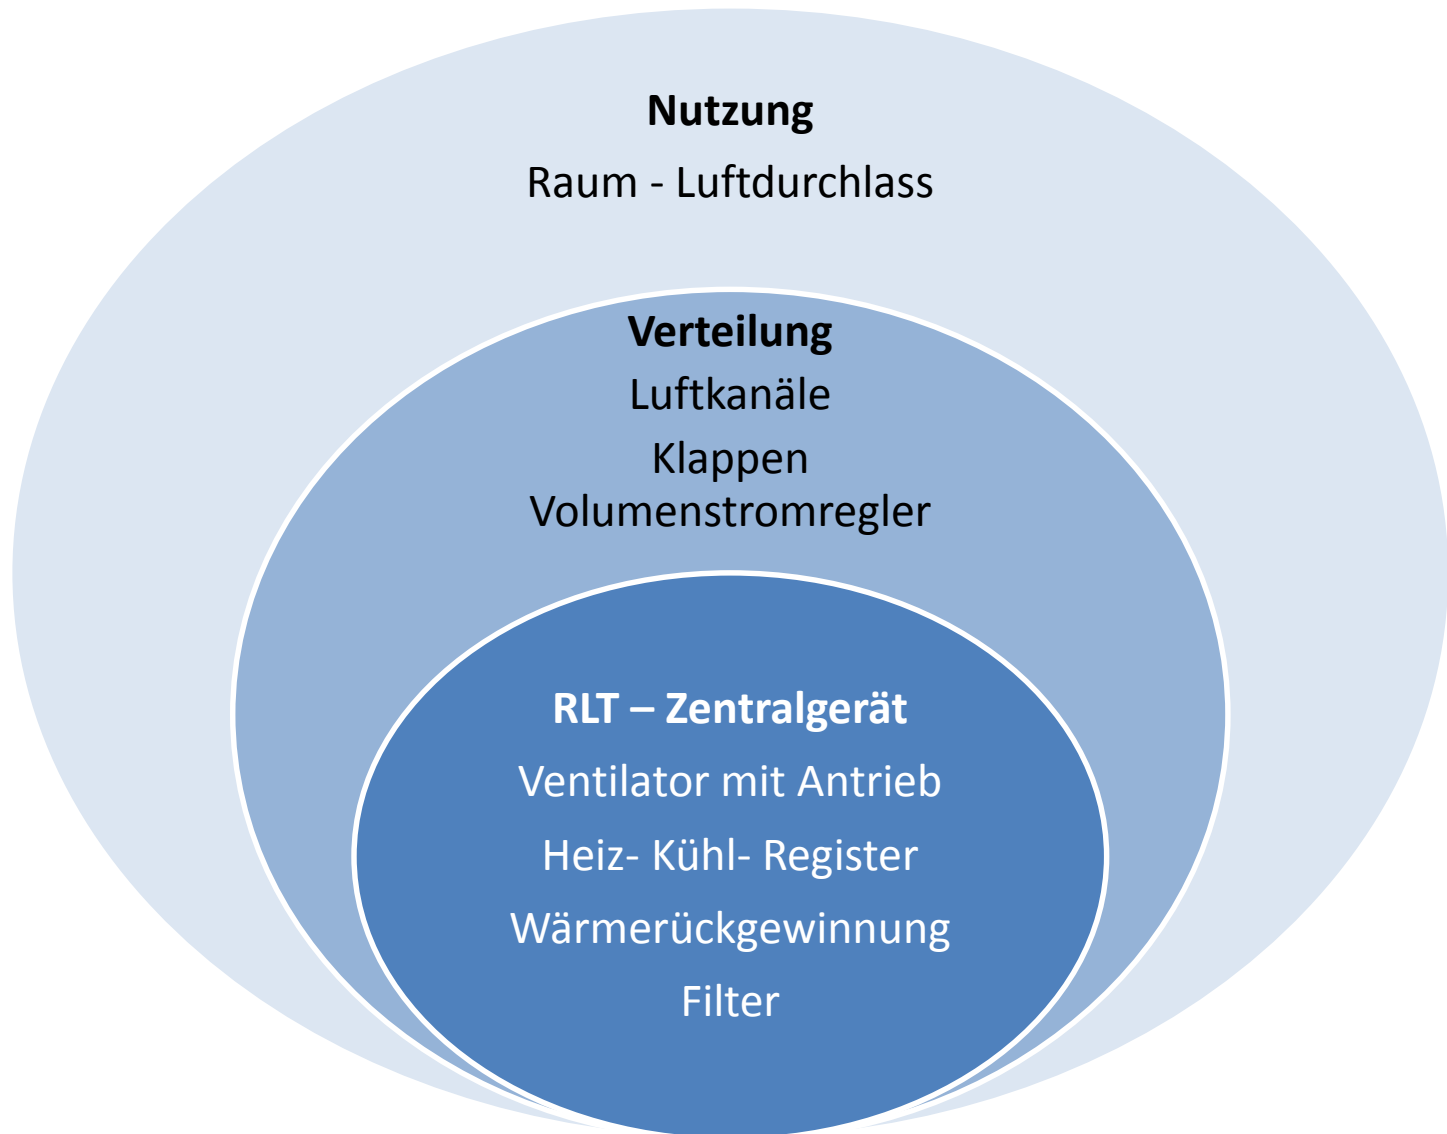 Nutzung
Raum - Luftdurchlass
Verteilung
Luftkanäle
Klappen
Volumenstromregler
RLT – Zentralgerät
Ventilator mit Antrieb
Heiz- Kühl- Register
Wärmerückgewinnung
Filter